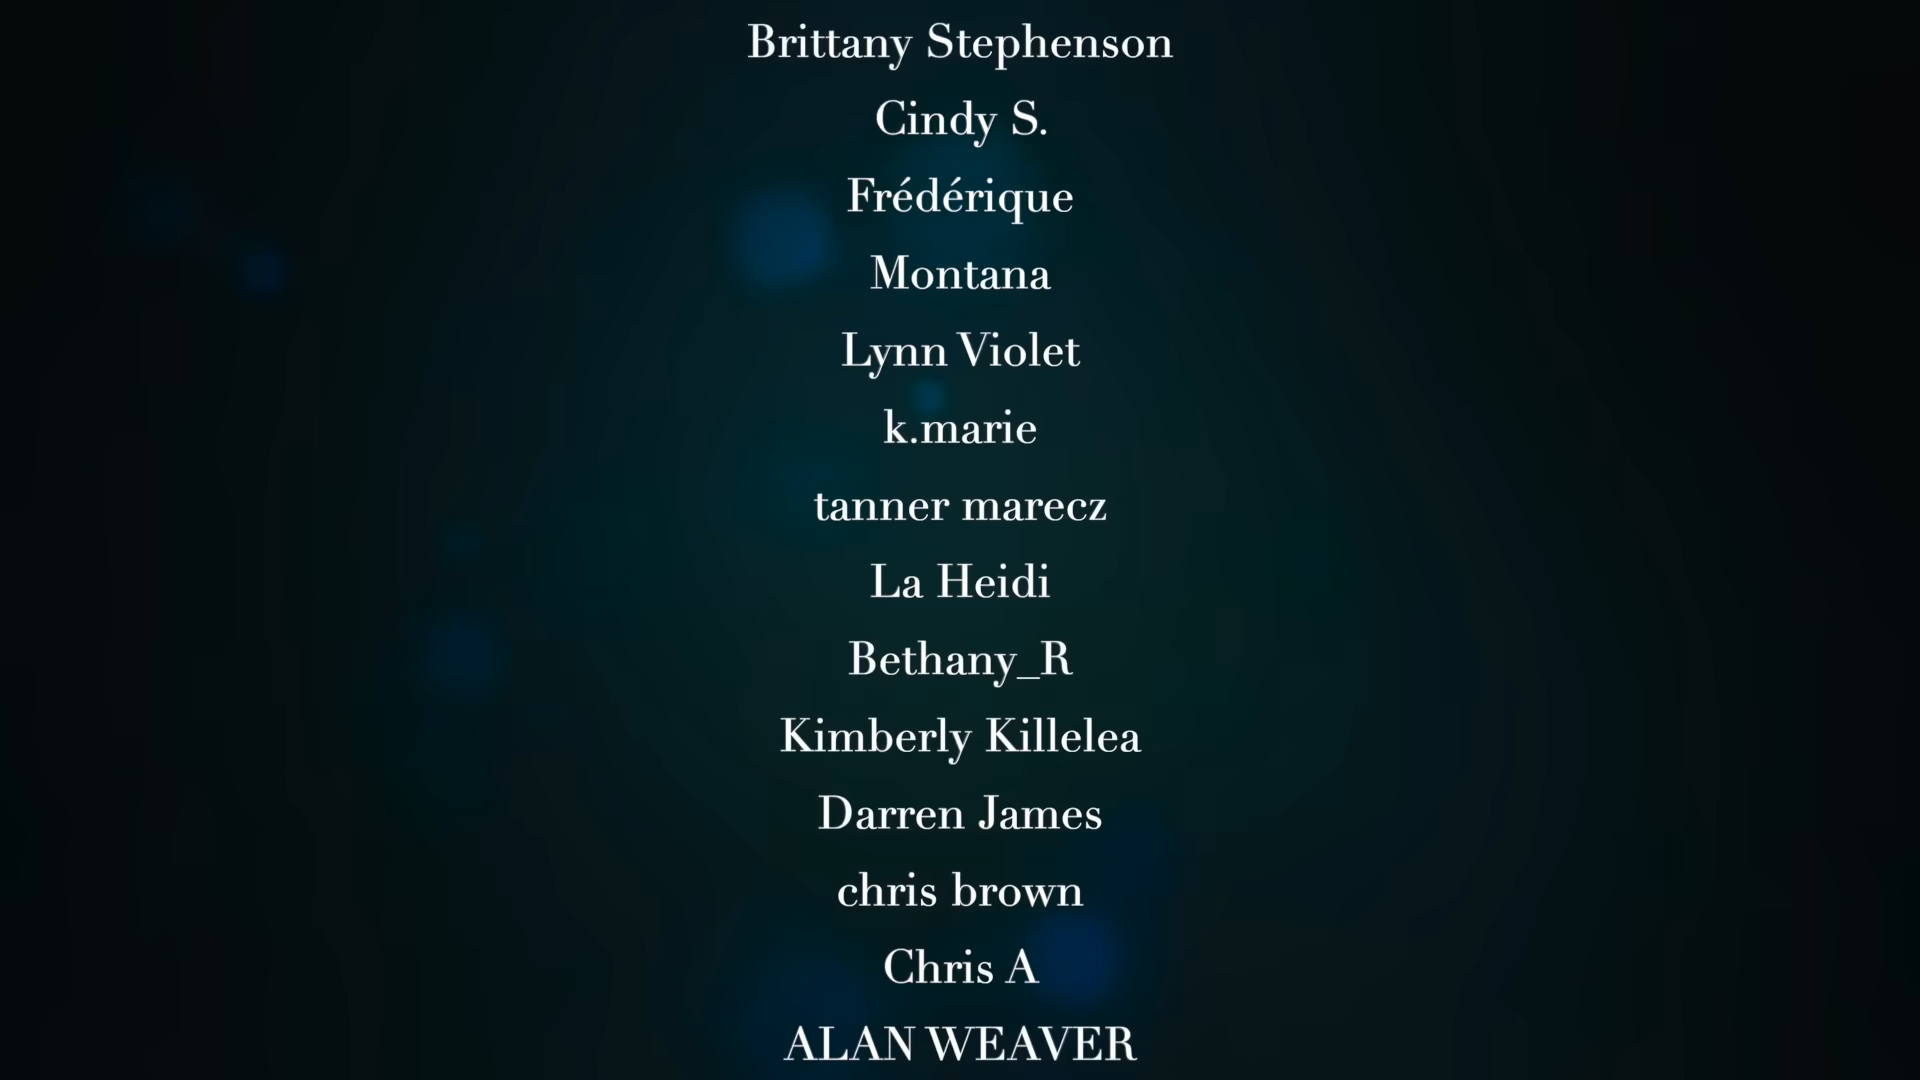 Brittany Stephenson
Cindy S.
Frédérique
Montana
Lynn Violet
k.marie
tanner marecz
La Heidi
Bethany_R
Kimberly Killelea
Darren James
chris brown
Chris A
ALAN WEAVER